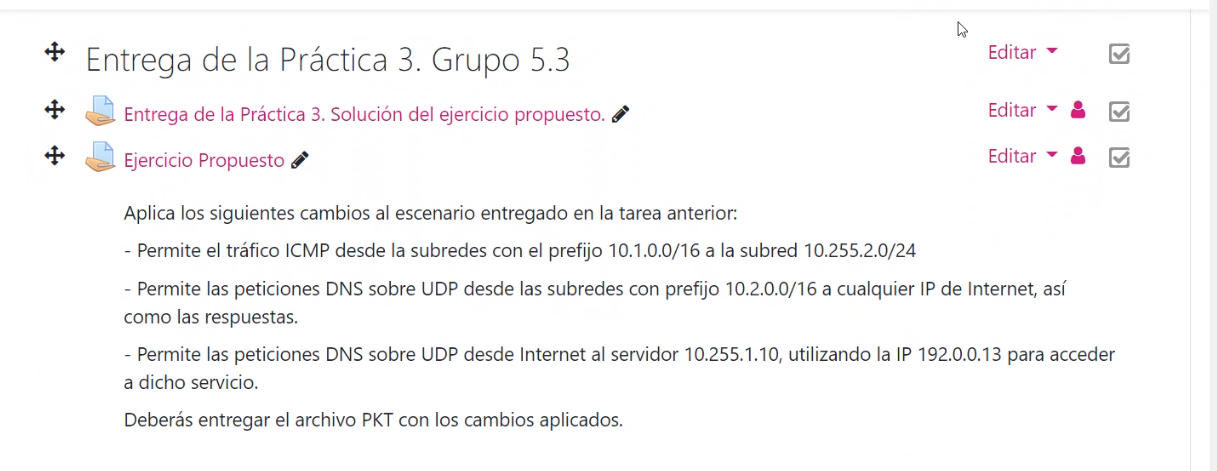 Entrega de la Práctica 3. Grupo 5.3
Editar
Entrega de la Práctica 3. Solución del ejercicio propuesto.
Editar
Ejercicio Propuesto
Editar
Aplica los siguientes cambios al escenario entregado en la tarea anterior:
- Permite el tráfico ICMP desde la subredes con el prefijo 10.1.0.0/16 a la subred 10.255.2.0/24
- Permite las peticiones DNS sobre UDP desde las subredes con prefijo 10.2.0.0/16 a cualquier IP de Internet, así
como las respuestas.
- Permite las peticiones DNS sobre UDP desde Internet al servidor 10.255.1.10, utilizando la IP 192.0.0.13 para acceder
a dicho servicio.
Deberás entregar el archivo PKT con los cambios aplicados.